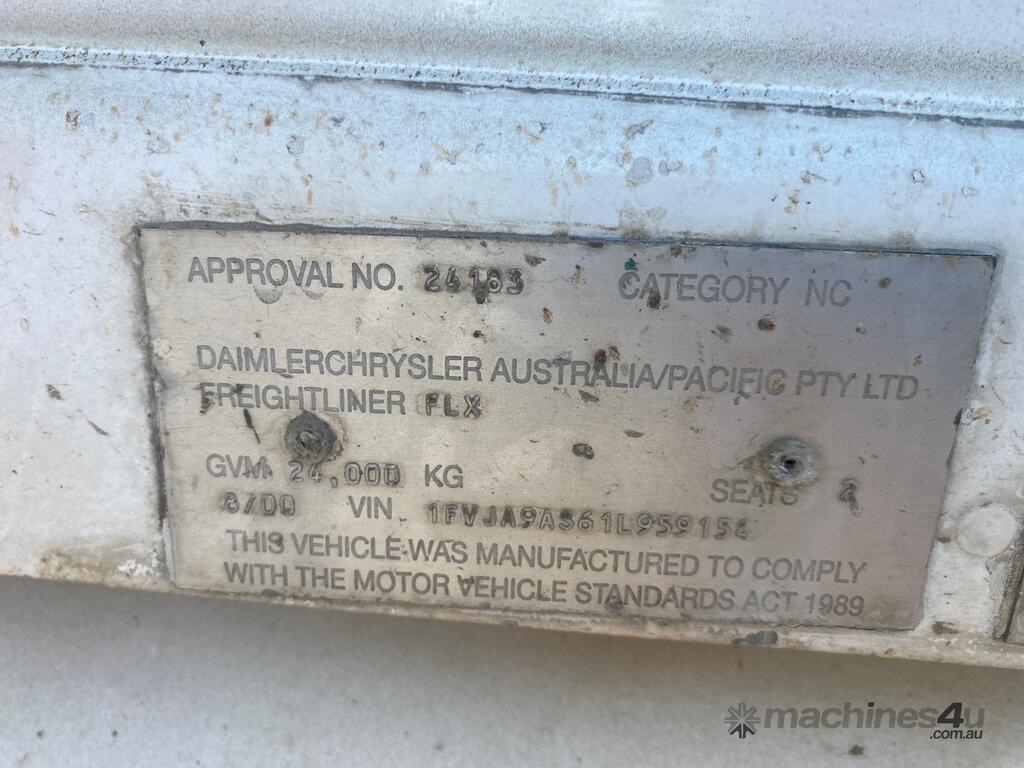 APPROVAL NO. 24183 CATEGORY NC
DAIMLERCHRYSLER AUSTRALIA/PACIFIC PTY LTD
FREIGHTLINER FLX
GVM 24,000 KG SEATS 2
8/00 VIN 1FVJA9AS61L959154
THIS VEHICLE WAS MANUFACTURED TO COMPLY
WITH THE MOTOR VEHICLE STANDARDS ACT 1989
machines4u
.com.au